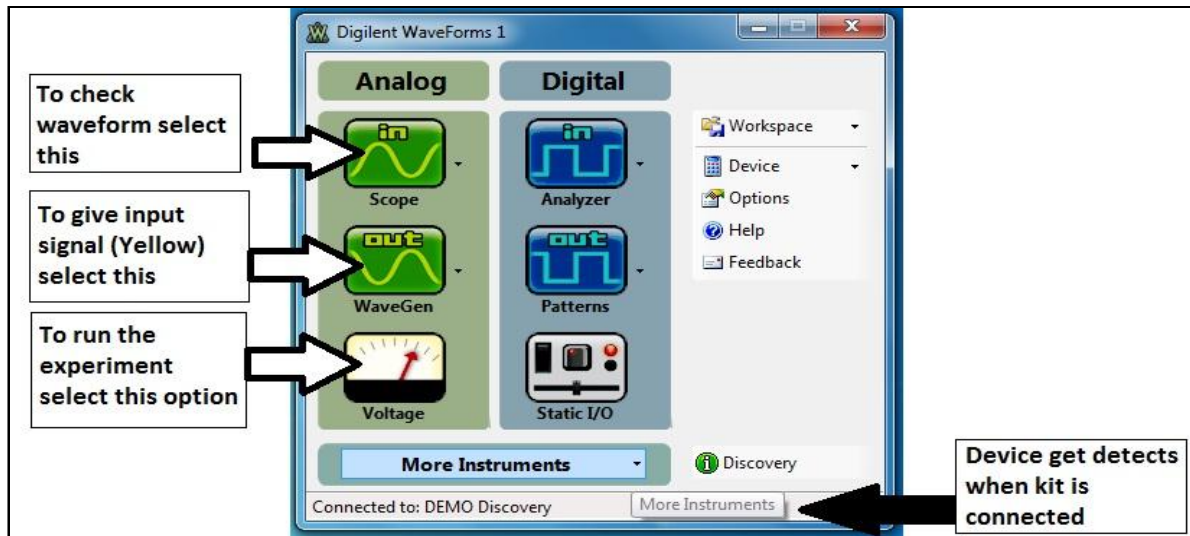 Digilent WaveForms 1
To check
waveform select
this
To give input
signal (Yellow)
select this
To run the
experiment
select this option
Analog
in
Scope
out
WaveGen
Voltage
Digital
in
Analyzer
out
Patterns
Static I/O
Workspace
Device
Options
Help
Feedback
More Instruments
Discovery
Connected to: DEMO Discovery
More Instruments
Device get detects
when kit is
connected